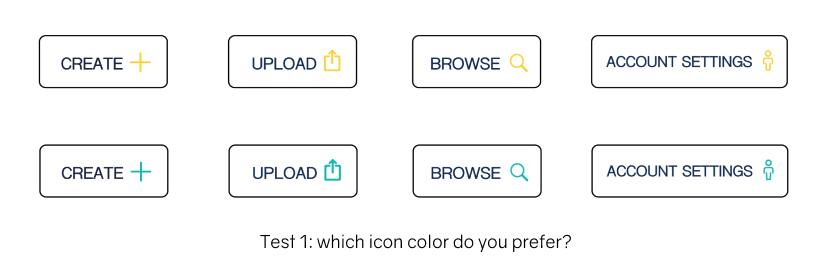 CREATE UPLOAD BROWSE ACCOUNT SETTINGS
CREATE UPLOAD BROWSE ACCOUNT SETTINGS
Test 1: which icon color do you prefer?